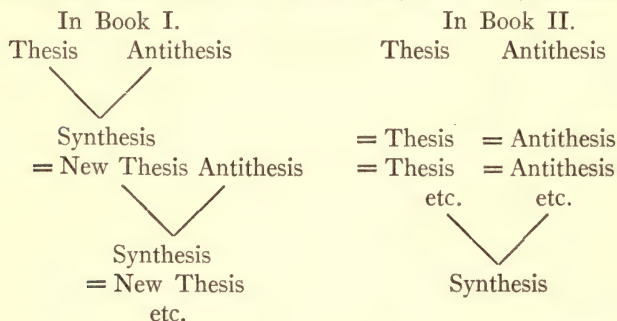 In Book I.
Thesis Antithesis
Synthesis
= New Thesis Antithesis
Synthesis
= New Thesis
etc.
In Book II.
Thesis Antithesis
= Thesis = Antithesis
= Thesis = Antithesis
etc. etc.
Synthesis